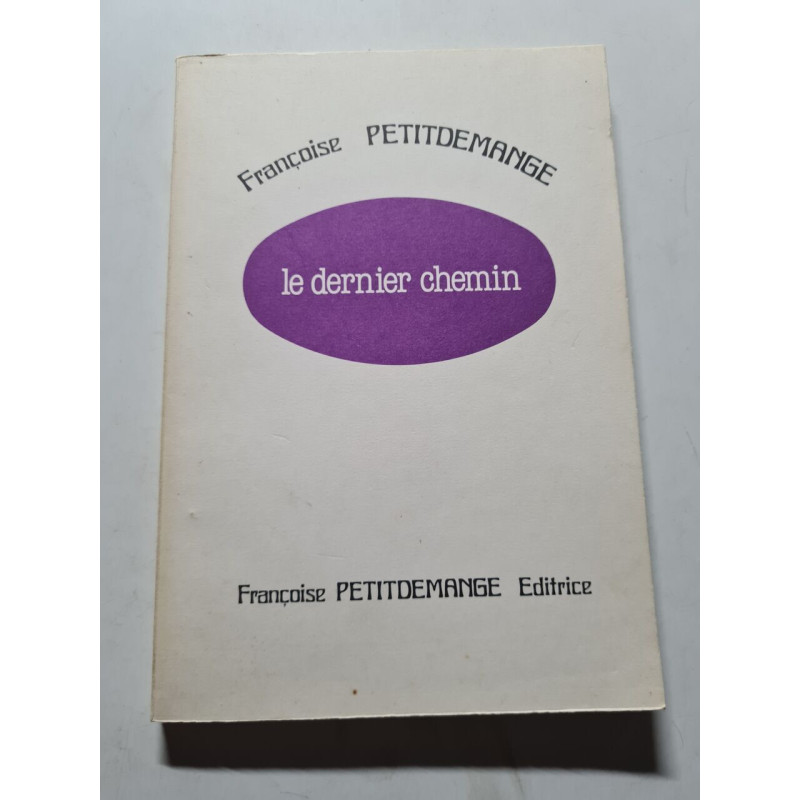 Françoise PETITDEMANGE
le dernier chemin
Françoise PETITDEMANGE Editrice